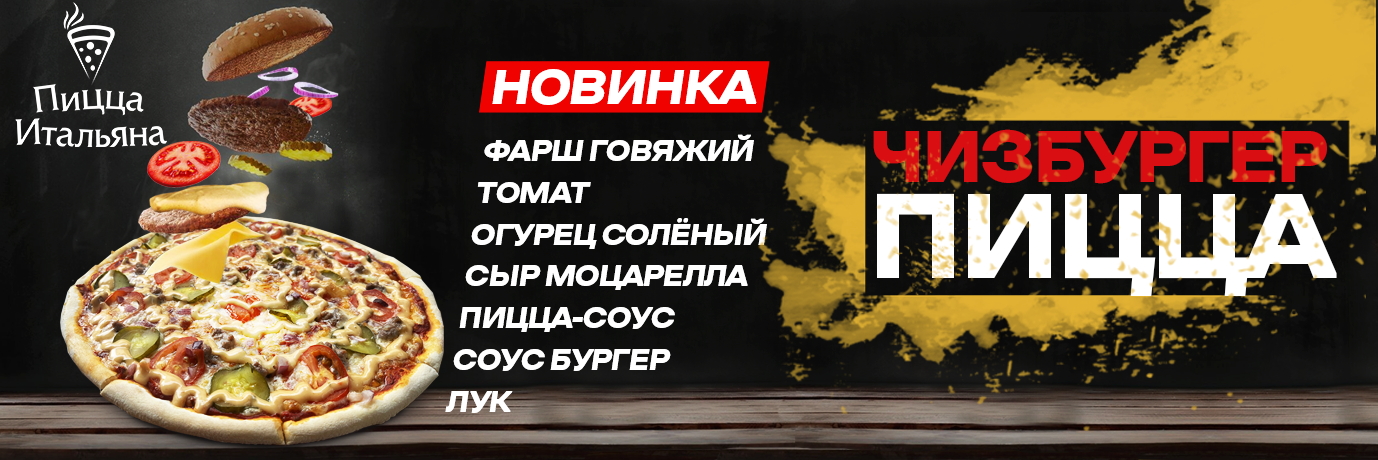 Пицца
Итальяна
НОВИНКА
ФАРШ ГОВЯЖИЙ
ТОМАТ
ОГУРЕЦ СОЛЁНЫЙ
СЫР МОЦАРЕЛЛА
ПИЦЦА-СОУС
СОУС БУРГЕР
ЛУК
ЧИЗБУРГЕР
ПИЦЦА